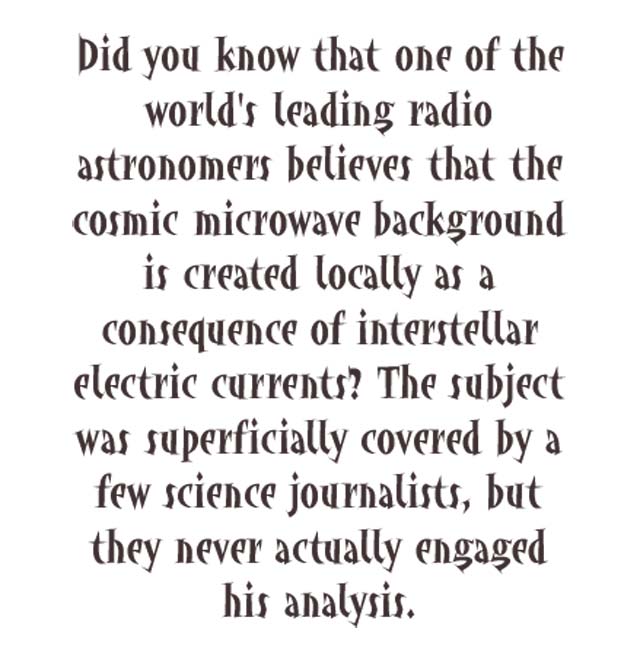 Did you know that one of the
world's leading radio
astronomers believes that the
cosmic microwave background
is created locally as a
consequence of interstellar
electric currents? The subject
was superficially covered by a
few science journalists, but
they never actually engaged
his analysis.